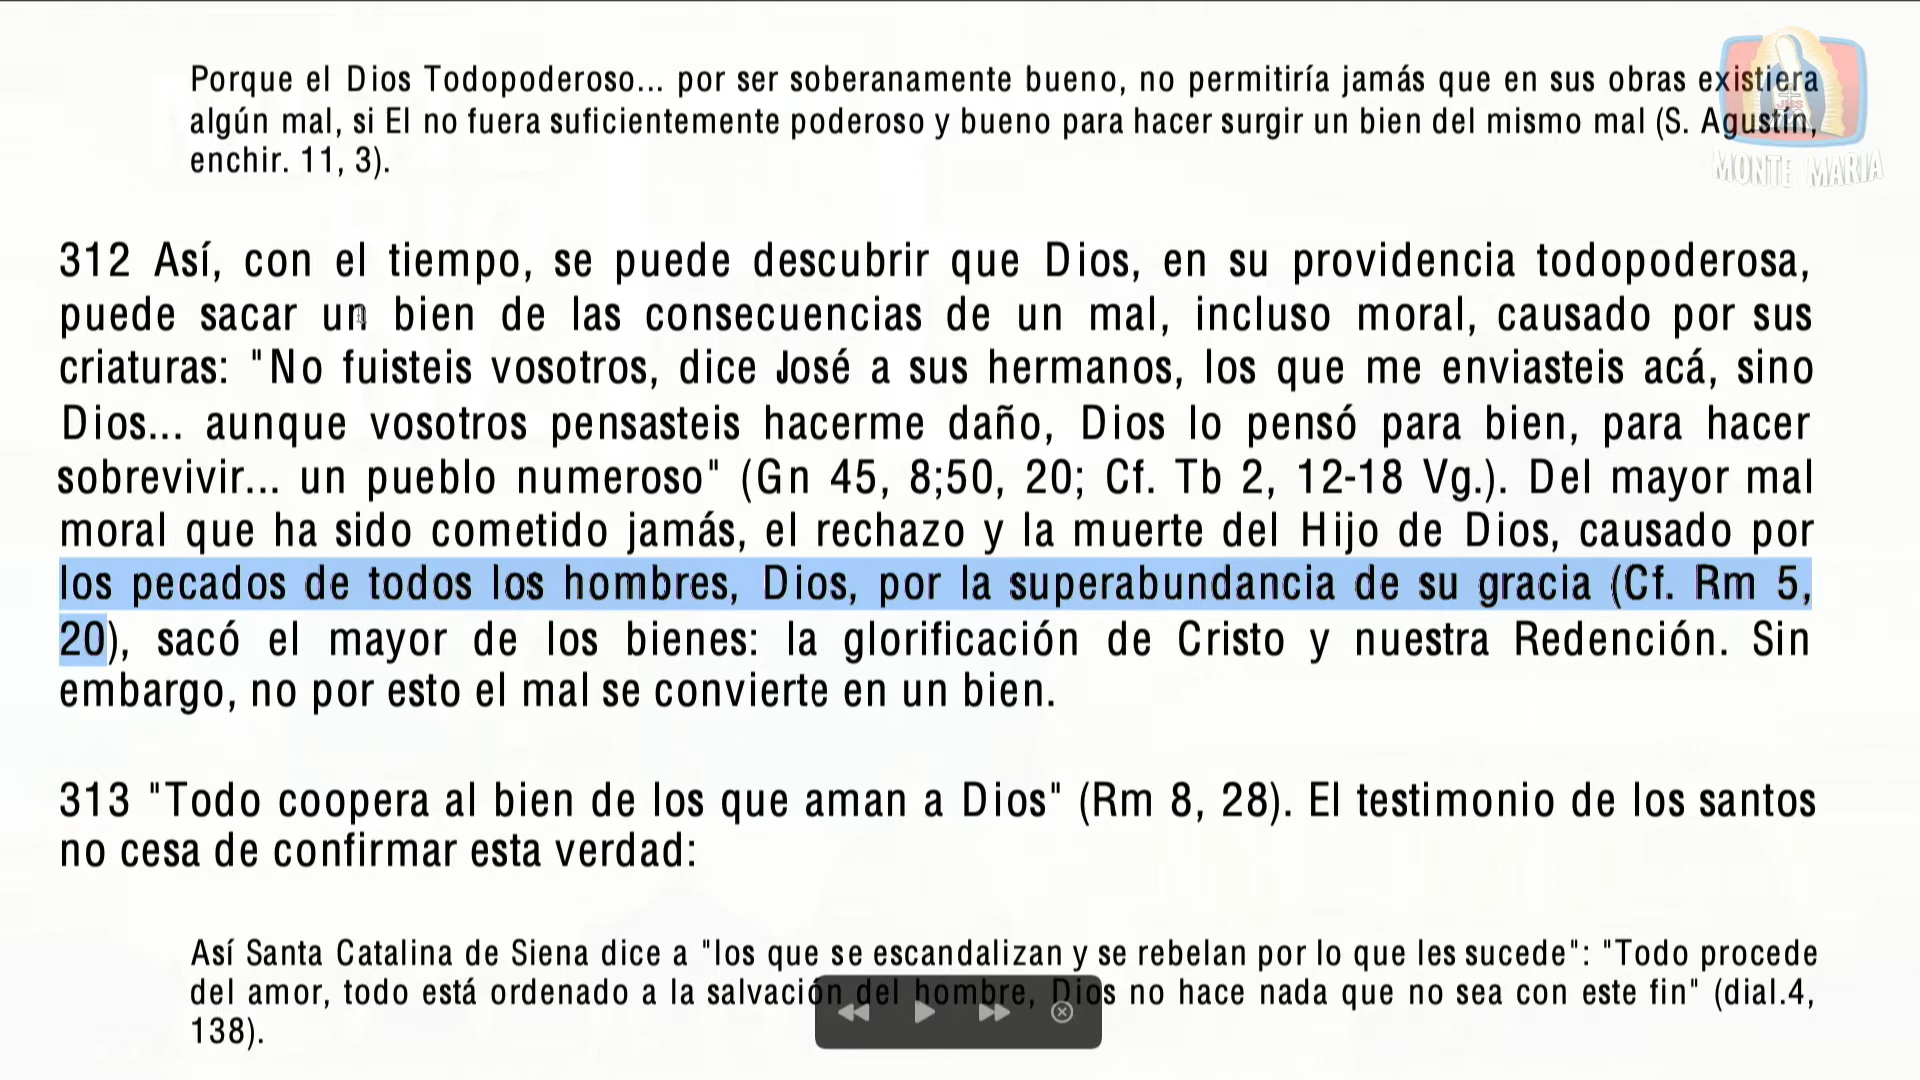 Porque el Dios Todopoderoso... por ser soberanamente bueno, no permitiría jamás que en sus obras existiera
algún mal, si El no fuera suficientemente poderoso y bueno para hacer surgir un bien del mismo mal (S. Agustín,
enchir. 11, 3).
JHS
MONTE MARIA
312 Así, con el tiempo, se puede descubrir que Dios, en su providencia todopoderosa,
puede sacar un bien de las consecuencias de un mal, incluso moral, causado por sus
criaturas: "No fuisteis vosotros, dice José a sus hermanos, los que me enviasteis acá, sino
Dios... aunque vosotros pensasteis hacerme daño, Dios lo pensó para bien, para hacer
sobrevivir... un pueblo numeroso" (Gn 45, 8;50, 20; Cf. Tb 2, 12-18 Vg.). Del mayor mal
moral que ha sido cometido jamás, el rechazo y la muerte del Hijo de Dios, causado por
los pecados de todos los hombres, Dios, por la superabundancia de su gracia (Cf. Rm 5,
20), sacó el mayor de los bienes: la glorificación de Cristo y nuestra Redención. Sin
embargo, no por esto el mal se convierte en un bien.
313 "Todo coopera al bien de los que aman a Dios" (Rm 8, 28). El testimonio de los santos
no cesa de confirmar esta verdad:
Así Santa Catalina de Siena dice a "los que se escandalizan y se rebelan por lo que les sucede": "Todo procede
del amor, todo está ordenado a la salvación del hombre, Dios no hace nada que no sea con este fin" (dial.4,
138).